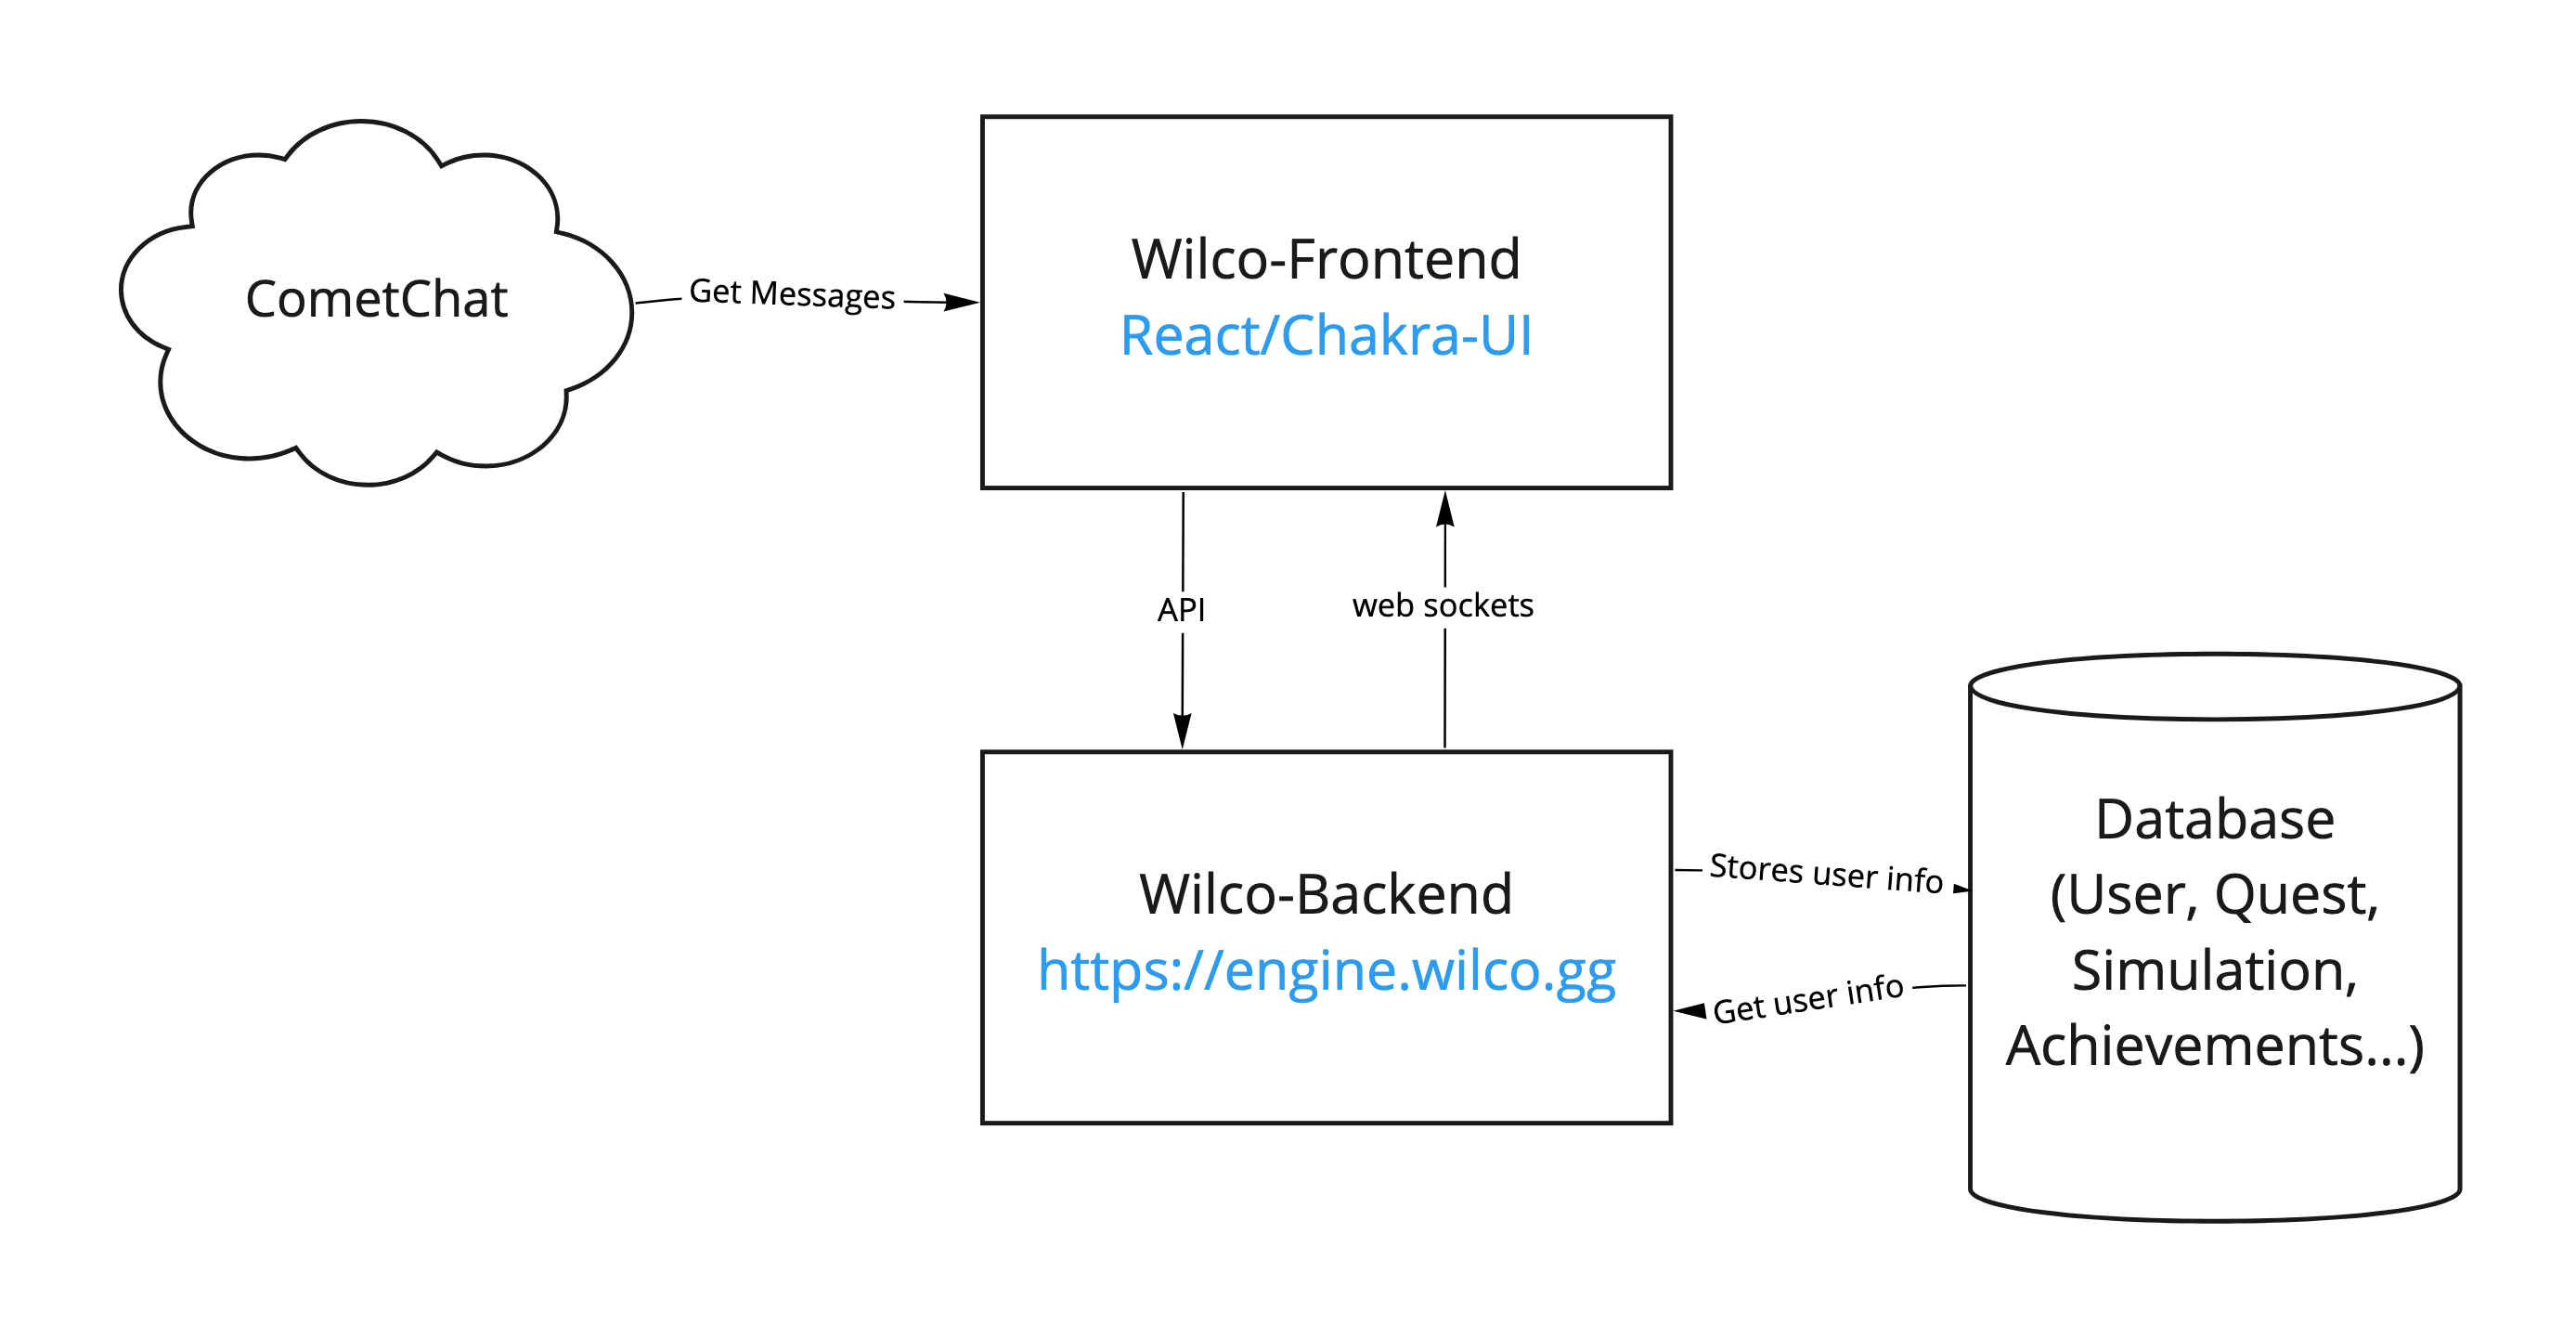 CometChat
Get Messages
Wilco-Frontend
React/Chakra-UI
API
web sockets
Wilco-Backend
https://engine.wilco.gg
Stores user info
Get user info
Database
(User, Quest,
Simulation,
Achievements...)